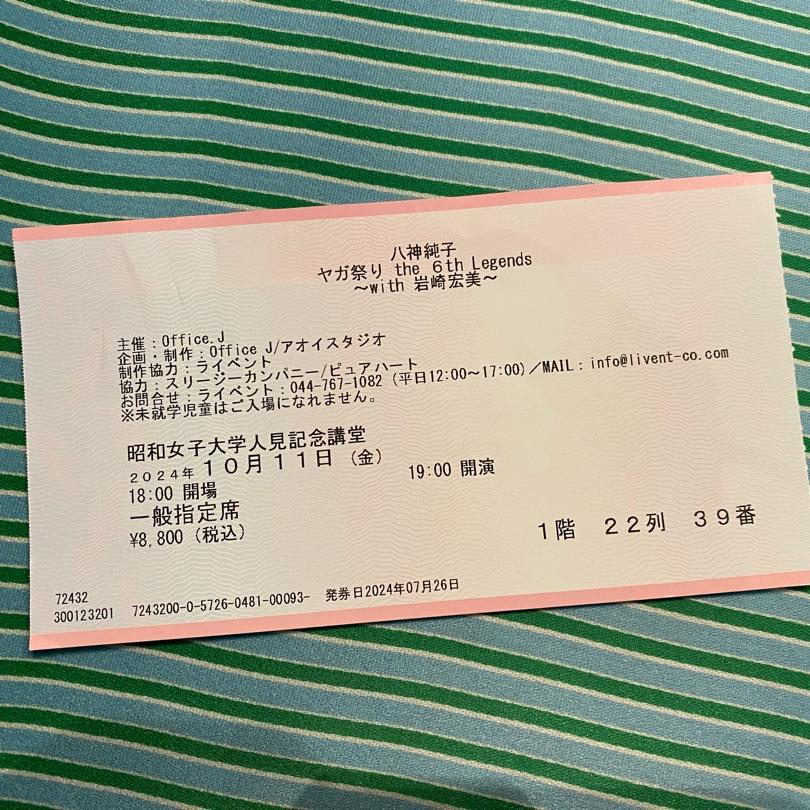 八神純子
ヤガ祭り the 6th Legends
～with 岩崎宏美～
主催：Office.J
企画・制作：Office J/アオイスタジオ
制作協力：ライベント
協力：スリージーカンパニー/ピュアハート
お問合せ：ライベント：044-767-1082（平日12:00～17:00）／MAIL：info@livent-co.com
※未就学児童はご入場になれません。
昭和女子大学人見記念講堂
２０２４年１０月１１日（金）
18:00 開場 19:00 開演
一般指定席
¥8,800（税込）
１階 ２２列 ３９番
72432
300123201 7243200-0-5726-0481-00093- 発券日2024年07月26日